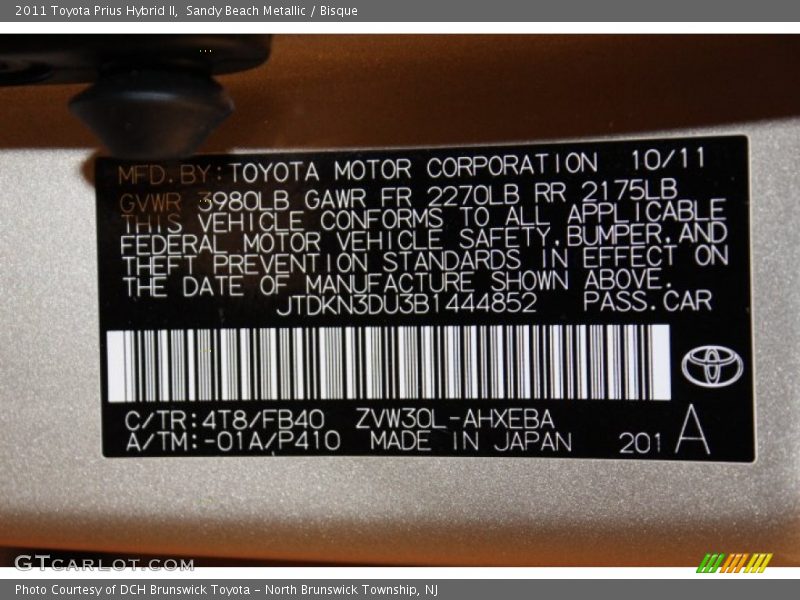 2011 Toyota Prius Hybrid II, Sandy Beach Metallic / Bisque
MFD.BY:TOYOTA MOTOR CORPORATION 10/11
GVWR 3980LB GAWR FR 2270LB RR 2175LB
THIS VEHICLE CONFORMS TO ALL APPLICABLE
FEDERAL MOTOR VEHICLE SAFETY,BUMPER,AND
THEFT PREVENTION STANDARDS IN EFFECT ON
THE DATE OF MANUFACTURE SHOWN ABOVE.
JTDKN3DU3B1444852 PASS.CAR
C/TR:4T8/FB40 ZVW30L-AHXEBA
A/TM:-01A/P410 MADE IN JAPAN 201 A
GTCARLOT.COM
Photo Courtesy of DCH Brunswick Toyota - North Brunswick Township, NJ